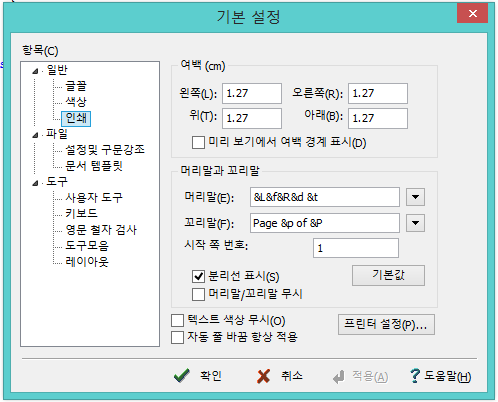 기본 설정
항목(C)
일반
글꼴
색상
인쇄
파일
설정및 구문강조
문서 템플릿
도구
사용자 도구
키보드
영문 철자 검사
도구모음
레이아웃
여백 (cm)
왼쪽(L): 1.27 오른쪽(R): 1.27
위(T): 1.27 아래(B): 1.27
미리 보기에서 여백 경계 표시(D)
머리말과 꼬리말
머리말(E): &L&f&R&d &t
꼬리말(F): Page &p of &P
시작 쪽 번호: 1
분리선 표시(S) 기본값
머리말/꼬리말 무시
텍스트 색상 무시(O) 프린터 설정(P)...
자동 줄 바꿈 항상 적용
확인 취소 적용(A) 도움말(H)